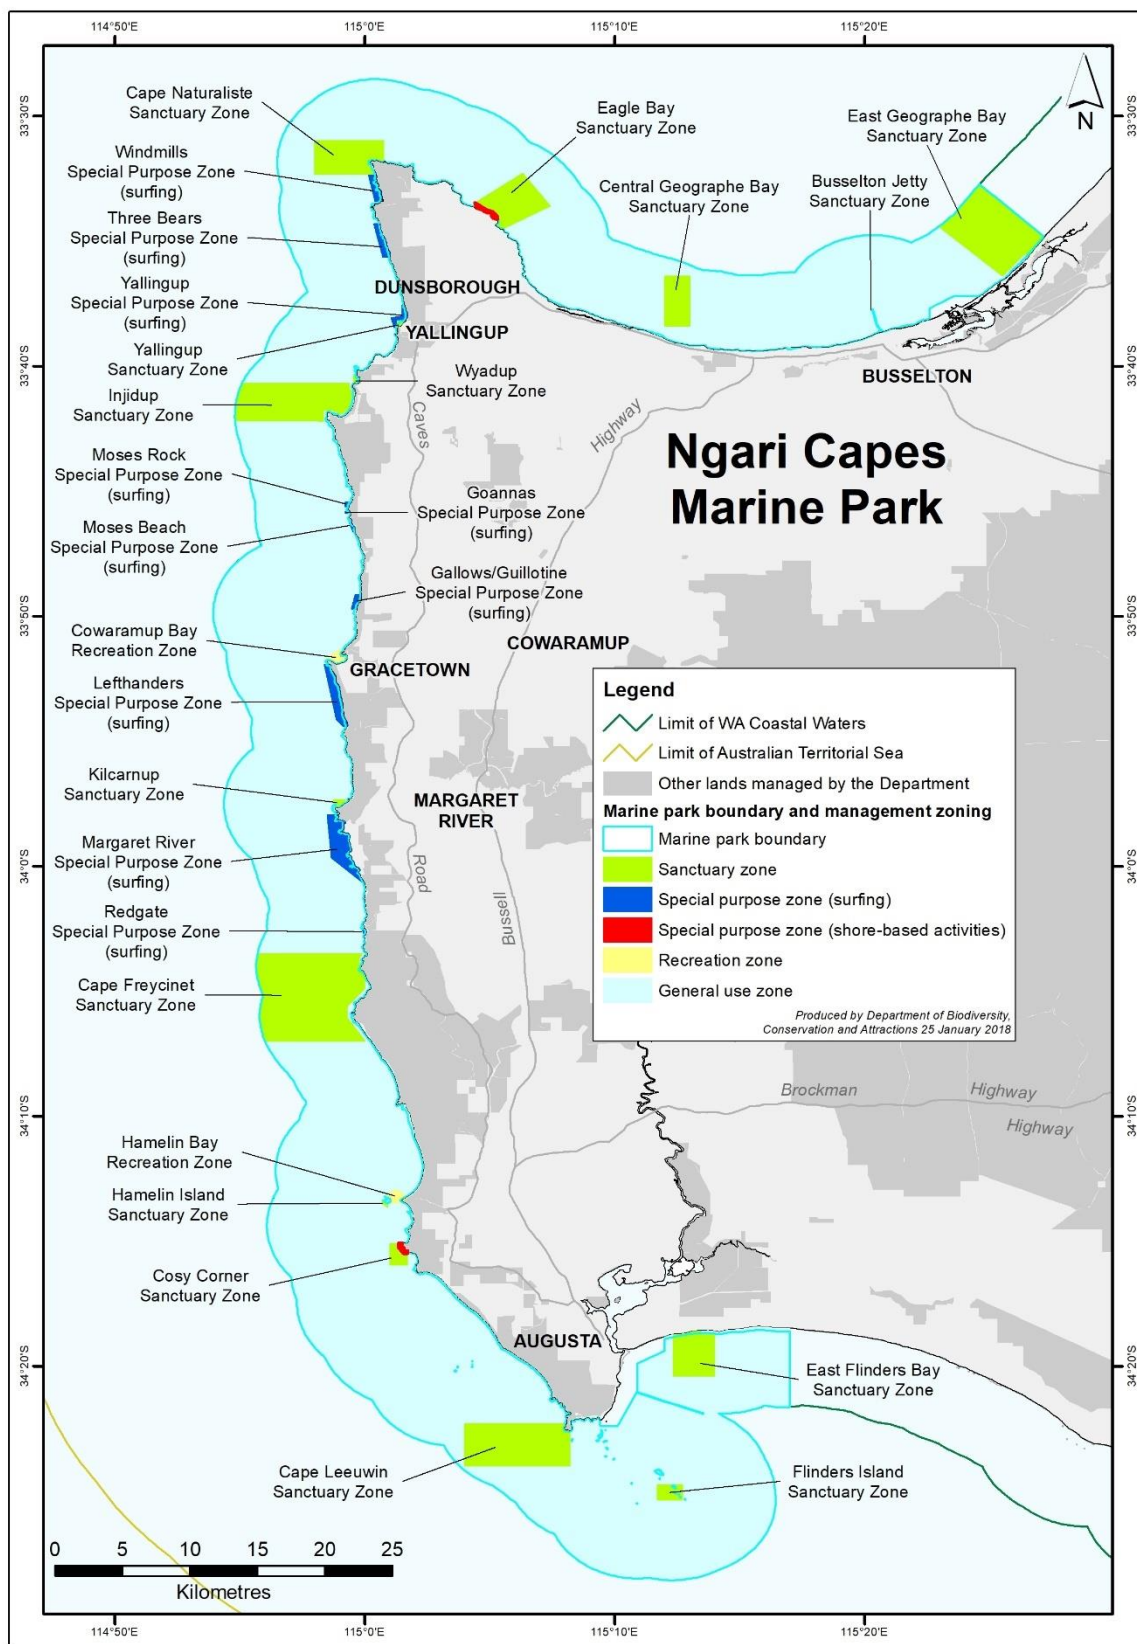 114°50'E
115°0'E
115°10'E
115°20'E
33°30'S
33°40'S
33°50'S
34°0'S
34°10'S
34°20'S
33°30'S
33°40'S
33°50'S
34°0'S
34°10'S
34°20'S
N
Cape Naturaliste
Sanctuary Zone
Windmills
Special Purpose Zone
(surfing)
Three Bears
Special Purpose Zone
(surfing)
Yallingup
Special Purpose Zone
(surfing)
Yallingup
Sanctuary Zone
Injidup
Sanctuary Zone
Moses Rock
Special Purpose Zone
(surfing)
Moses Beach
Special Purpose Zone
(surfing)
Cowaramup Bay
Recreation Zone
Lefthanders
Special Purpose Zone
(surfing)
Kilcarnup
Sanctuary Zone
Margaret River
Special Purpose Zone
(surfing)
Redgate
Special Purpose Zone
(surfing)
Cape Freycinet
Sanctuary Zone
Hamelin Bay
Recreation Zone
Hamelin Island
Sanctuary Zone
Cosy Corner
Sanctuary Zone
Cape Leeuwin
Sanctuary Zone
Eagle Bay
Sanctuary Zone
Central Geographe Bay
Sanctuary Zone
Busselton Jetty
Sanctuary Zone
East Geographe Bay
Sanctuary Zone
DUNSBOROUGH
YALLINGUP
Wyadup
Sanctuary Zone
BUSSELTON
Caves
Highway
Ngari Capes
Marine Park
Goannas
Special Purpose Zone
(surfing)
Gallows/Guillotine
Special Purpose Zone
(surfing)
COWARAMUP
GRACETOWN
MARGARET
RIVER
Road
Bussell
Legend
Limit of WA Coastal Waters
Limit of Australian Territorial Sea
Other lands managed by the Department
Marine park boundary and management zoning
Marine park boundary
Sanctuary zone
Special purpose zone (surfing)
Special purpose zone (shore-based activities)
Recreation zone
General use zone
Produced by Department of Biodiversity,
Conservation and Attractions 25 January 2018
Brockman
Highway
Highway
AUGUSTA
East Flinders Bay
Sanctuary Zone
Flinders Island
Sanctuary Zone
0 5 10 15 20 25
Kilometres
114°50'E
115°0'E
115°10'E
115°20'E